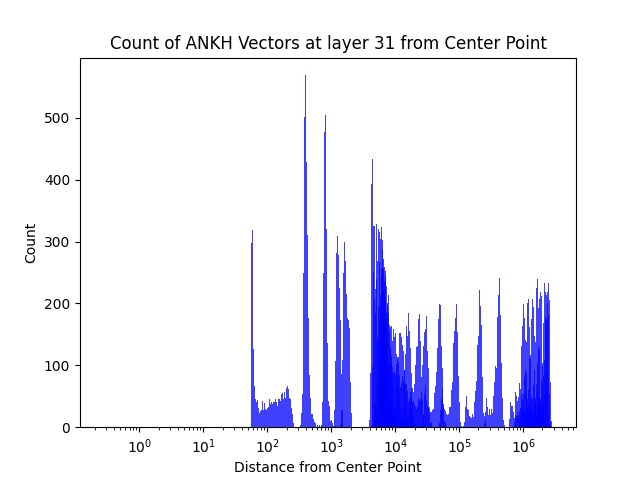 Count of ANKH Vectors at layer 31 from Center Point
Count
500
400
300
200
100
0
10⁰ 10¹ 10² 10³ 10⁴ 10⁵ 10⁶
Distance from Center Point